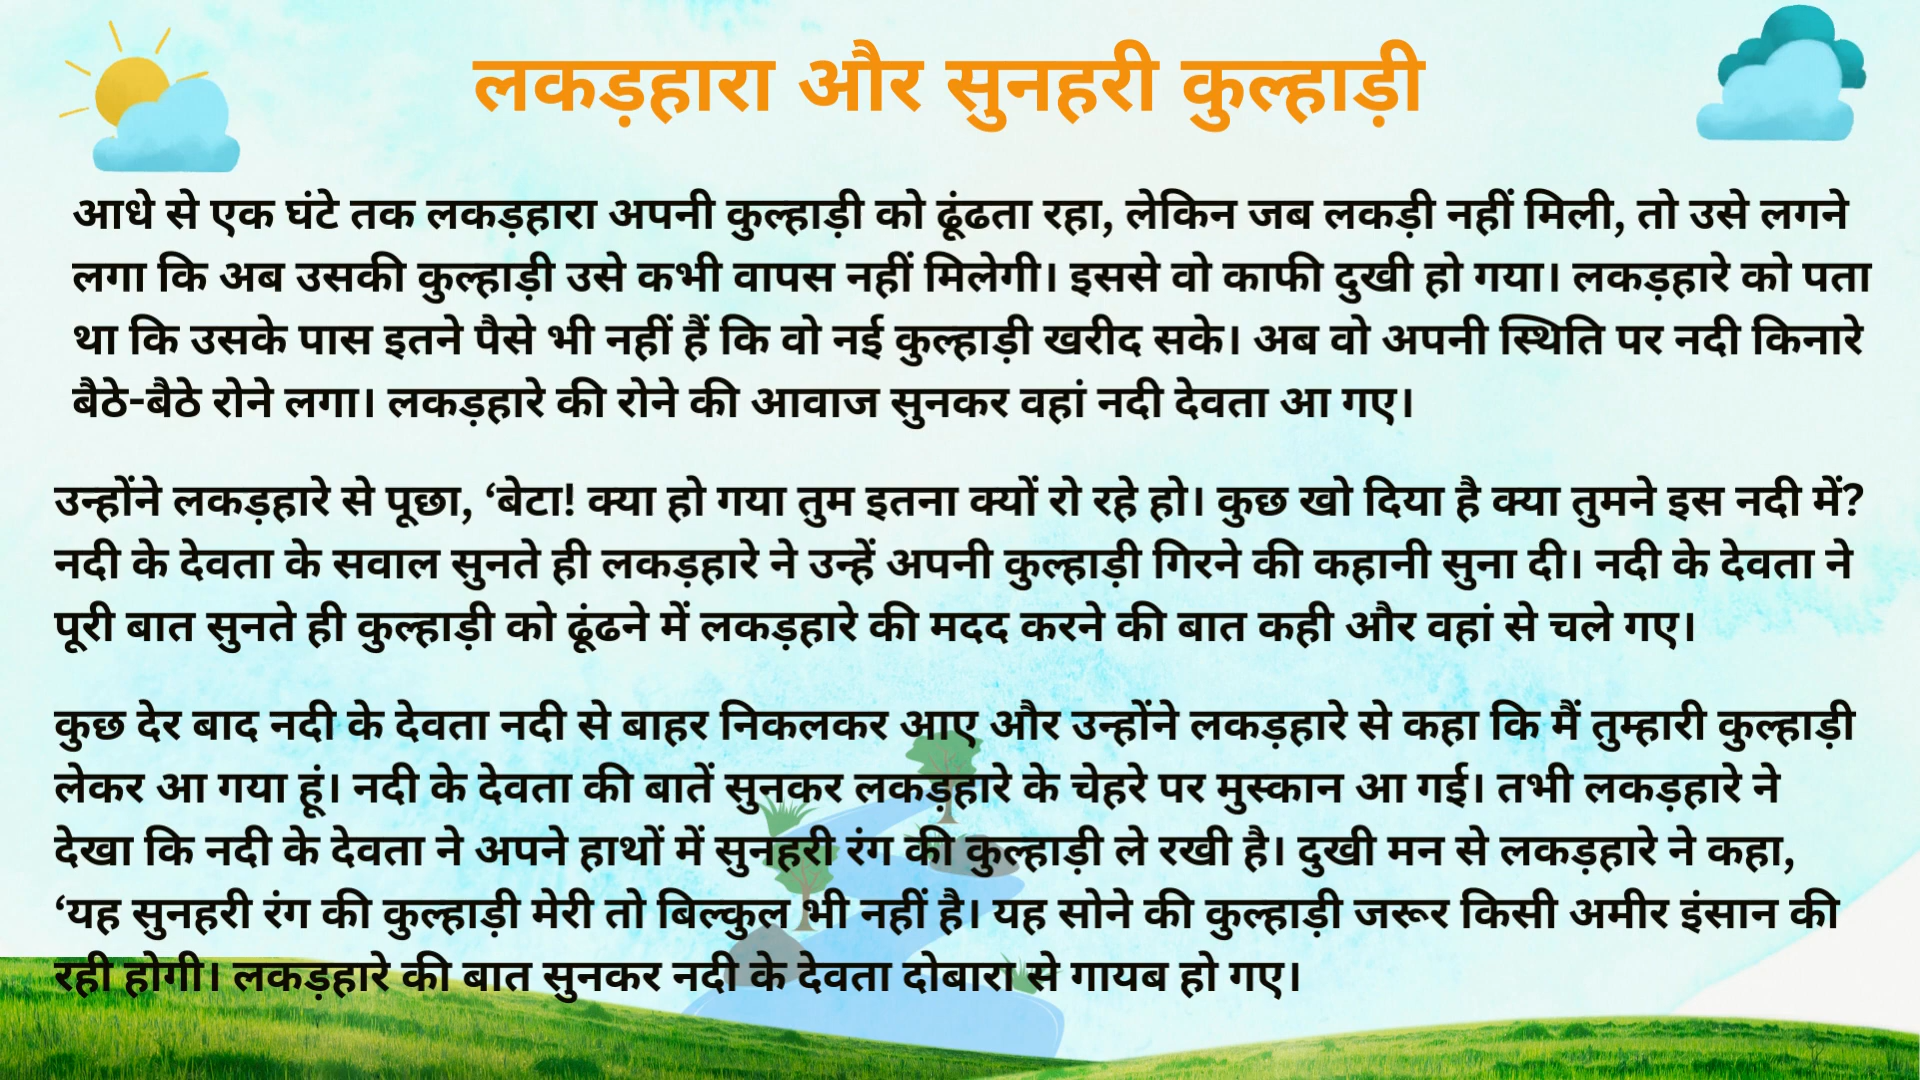 लकड़हारा और सुनहरी कुल्हाड़ी
आधे से एक घंटे तक लकड़हारा अपनी कुल्हाड़ी को ढूंढता रहा, लेकिन जब लकड़ी नहीं मिली, तो उसे लगने
लगा कि अब उसकी कुल्हाड़ी उसे कभी वापस नहीं मिलेगी। इससे वो काफी दुखी हो गया। लकड़हारे को पता
था कि उसके पास इतने पैसे भी नहीं हैं कि वो नई कुल्हाड़ी खरीद सके। अब वो अपनी स्थिति पर नदी किनारे
बैठे-बैठे रोने लगा। लकड़हारे की रोने की आवाज सुनकर वहां नदी देवता आ गए।
उन्होंने लकड़हारे से पूछा, ‘बेटा! क्या हो गया तुम इतना क्यों रो रहे हो। कुछ खो दिया है क्या तुमने इस नदी में?
नदी के देवता के सवाल सुनते ही लकड़हारे ने उन्हें अपनी कुल्हाड़ी गिरने की कहानी सुना दी। नदी के देवता ने
पूरी बात सुनते ही कुल्हाड़ी को ढूंढने में लकड़हारे की मदद करने की बात कही और वहां से चले गए।
कुछ देर बाद नदी के देवता नदी से बाहर निकलकर आए और उन्होंने लकड़हारे से कहा कि मैं तुम्हारी कुल्हाड़ी
लेकर आ गया हूं। नदी के देवता की बातें सुनकर लकड़हारे के चेहरे पर मुस्कान आ गई। तभी लकड़हारे ने
देखा कि नदी के देवता ने अपने हाथों में सुनहरी रंग की कुल्हाड़ी ले रखी है। दुखी मन से लकड़हारे ने कहा,
‘यह सुनहरी रंग की कुल्हाड़ी मेरी तो बिल्कुल भी नहीं है। यह सोने की कुल्हाड़ी जरूर किसी अमीर इंसान की
रही होगी। लकड़हारे की बात सुनकर नदी के देवता दोबारा से गायब हो गए।